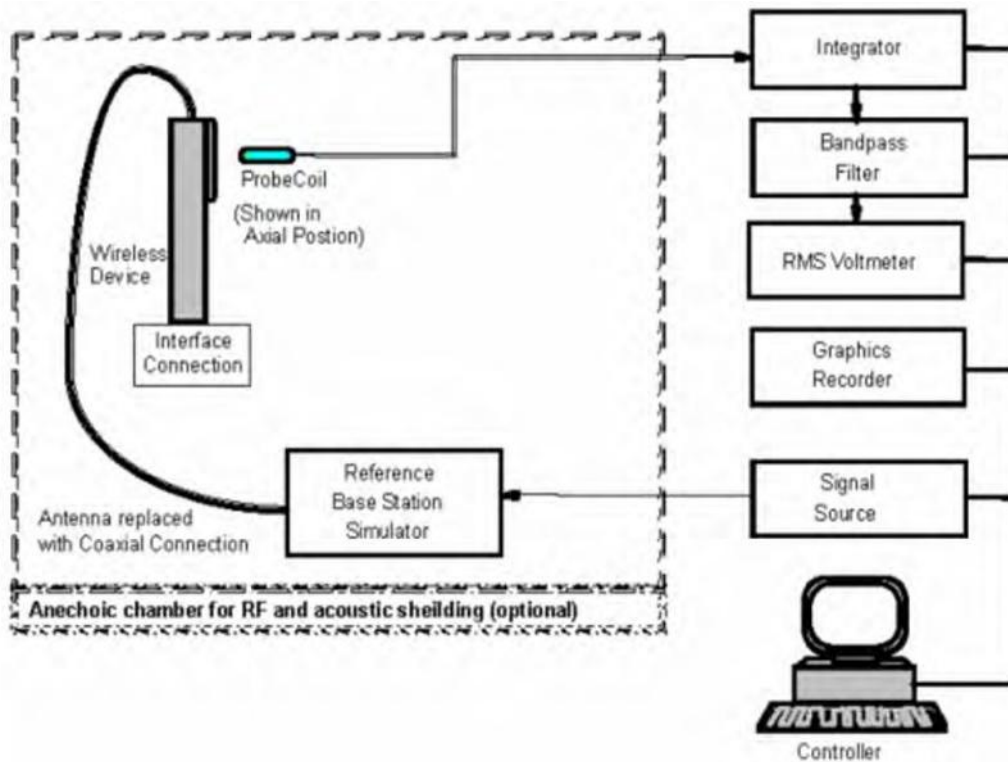 Integrator
Bandpass
Filter
RMS Voltmeter
Graphics
Recorder
Signal
Source
Controller
ProbeCoil
(Shown in
Axial Postion)
Wireless
Device
Interface
Connection
Reference
Base Station
Simulator
Antenna replaced
with Coaxial Connection
Anechoic chamber for RF and acoustic sheilding (optional)